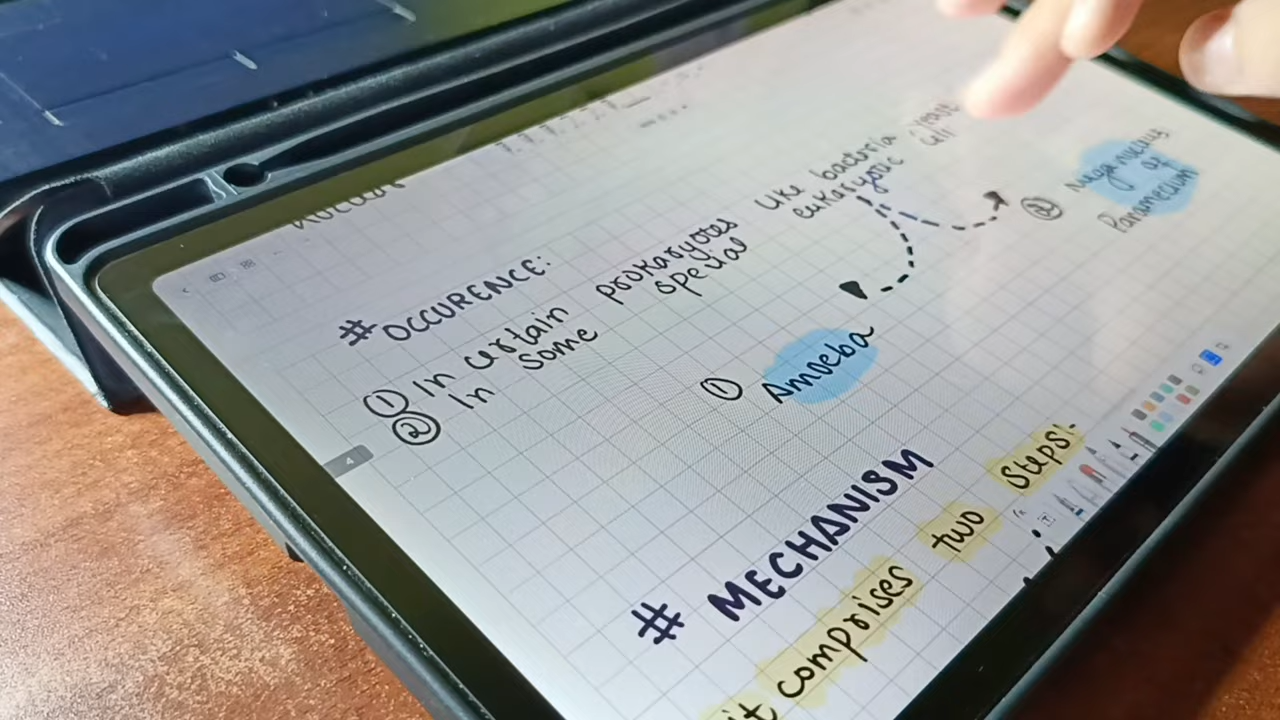 # OCCURENCE:
① In certain prokaryotes like bacteria
② In some special eukaryotic cell
① Amoeba
② Meganucleus of Paramecium
# MECHANISM
it comprises two steps:-
4